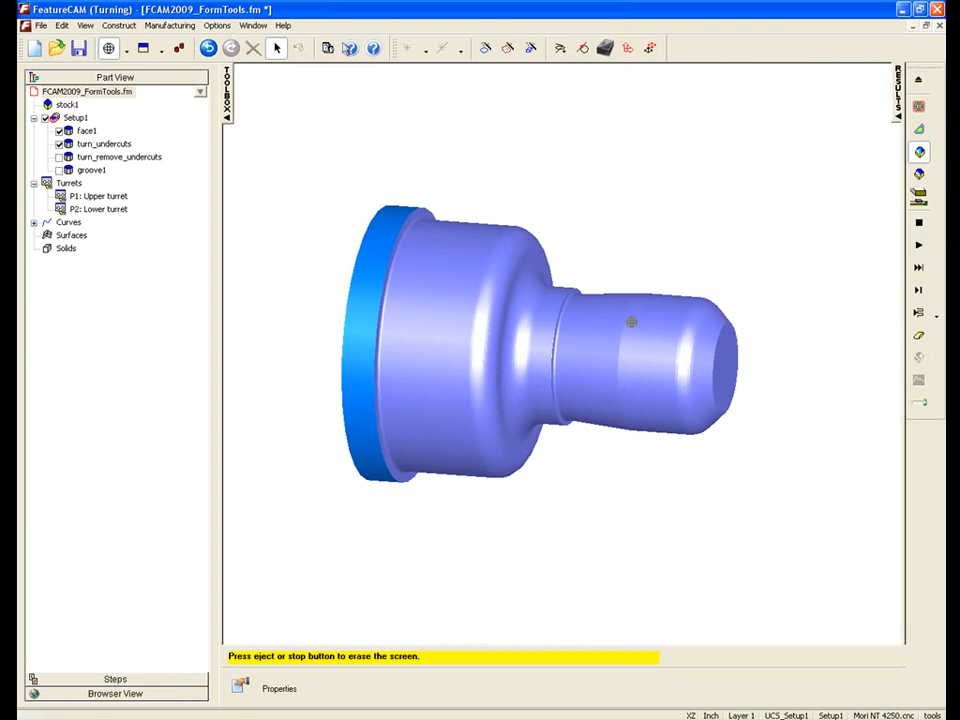 FeatureCAM (Turning) - [FCAM2009_FormTools.fm *]
File Edit View Construct Manufacturing Options Window Help
Part View
FCAM2009_FormTools.fm
stock1
Setup1
face1
turn_undercuts
turn_remove_undercuts
groove1
Turrets
P1: Upper turret
P2: Lower turret
Curves
Surfaces
Solids
TOOLBOX
RESULTS
Press eject or stop button to erase the screen.
Steps
Properties
Browser View
XZ Inch Layer 1 UCS_Setup1 Setup1 Mori NT 4250.cnc tools